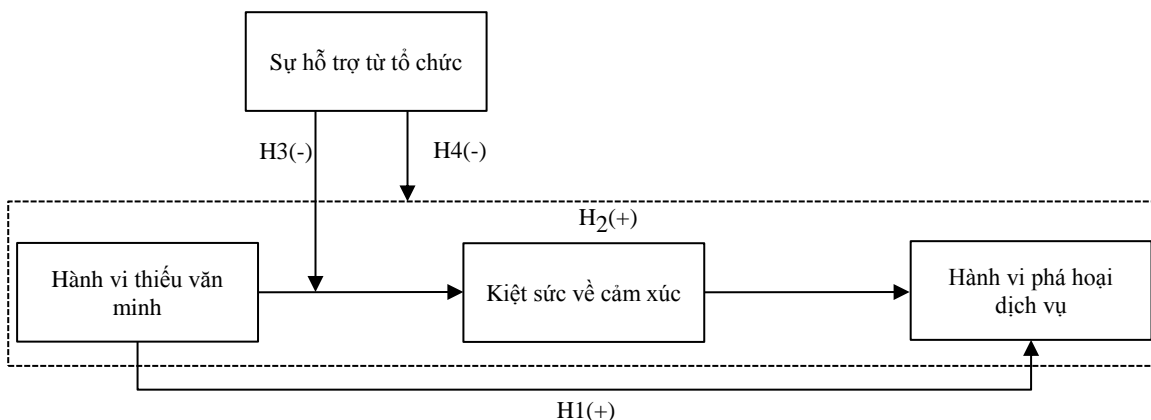 Sự hỗ trợ từ tổ chức
H3(-)
H4(-)
H2(+)
Hành vi thiếu văn
minh
Kiệt sức về cảm xúc
Hành vi phá hoại
dịch vụ
H1(+)